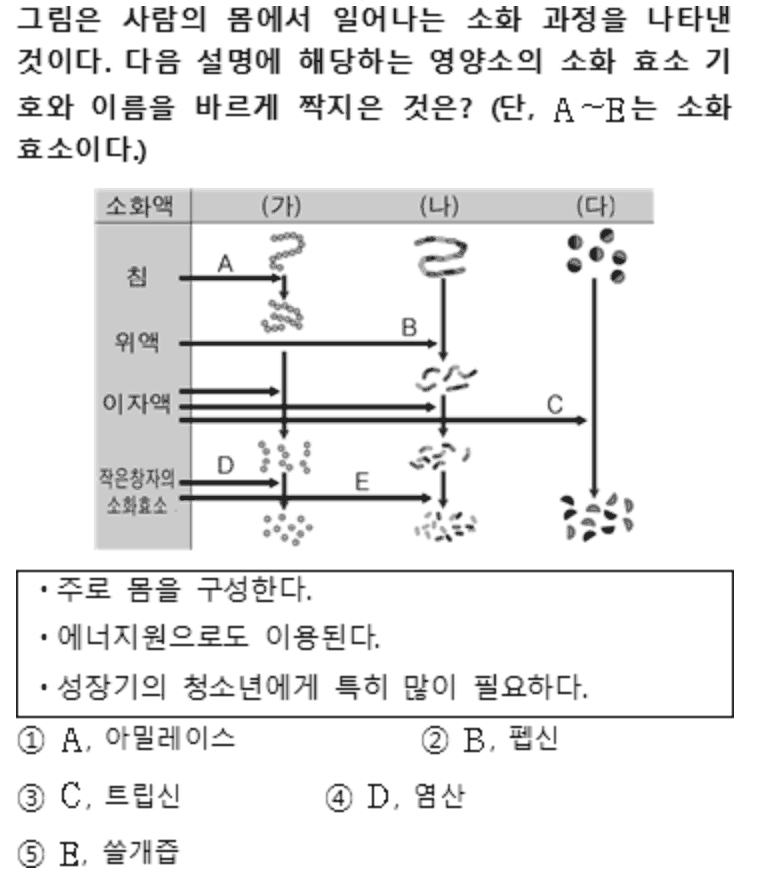 그림은 사람의 몸에서 일어나는 소화 과정을 나타낸
것이다. 다음 설명에 해당하는 영양소의 소화 효소 기
호와 이름을 바르게 짝지은 것은? (단, A～E는 소화
효소이다.)
소화액 (가) (나) (다)
침 A
위액 B
이자액 C
작은창자의 D
소화효소 E
・주로 몸을 구성한다.
・에너지원으로도 이용된다.
・성장기의 청소년에게 특히 많이 필요하다.
① A, 아밀레이스 ② B, 펩신
③ C, 트립신 ④ D, 염산
⑤ E, 쓸개즙